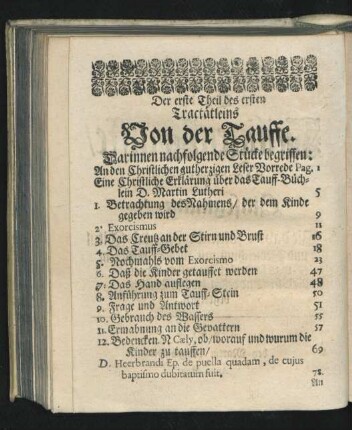 Der erste Theil des ersten
Tractätleins
Von der Tauffe.
Darinnen nachfolgende Stücke begriffen:
An den Christlichen gutherzigen Leser Vorrede Pag. 1
Eine Christliche Erklärung über das Tauff-Büch-
lein D. Martin Lutheri 5
1. Betrachtung des Nahmens/ der dem Kinde
gegeben wird 9
2. Exorcismus 11
3. Das Creutz an der Stirn und Brust 16
4. Das Tauff-Gebet 18
5. Nochmahls vom Exorcismo 23
6. Daß die Kinder getauffet werden 47
7. Das Hand auflegen 48
8. Anführung zum Tauff-Stein 50
9. Frage und Antwort 51
10. Gebrauch des Wassers 55
11. Ermahnung an die Gevattern 57
12. Bedencken N Cæly, ob/ worauf und wurum die
Kinder zu tauffen/ 69
D. Heerbrandi Ep. de puella quadam, de cujus
baptismo dubitatum fuit. 78.
An